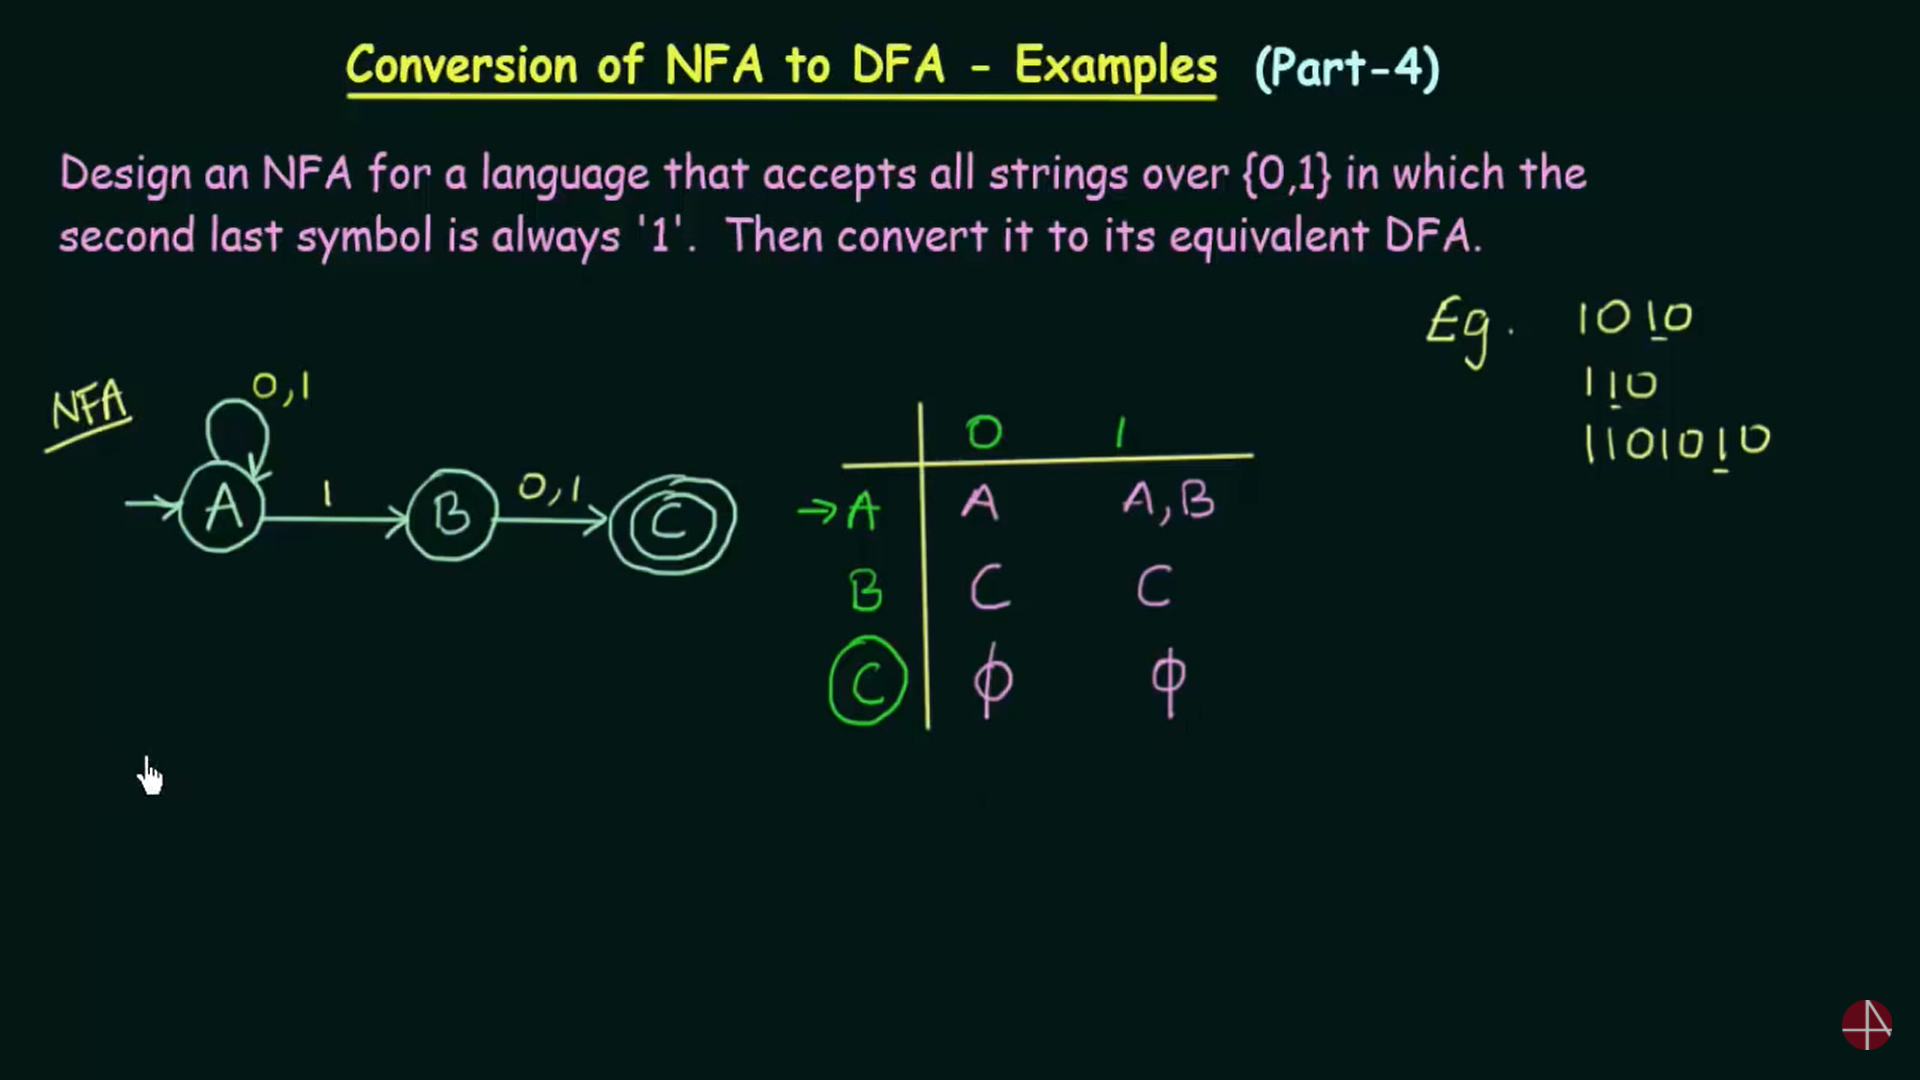 Conversion of NFA to DFA - Examples (Part-4)
Design an NFA for a language that accepts all strings over {0,1} in which the
second last symbol is always '1'. Then convert it to its equivalent DFA.
Eg. 1010
110
1101010
NFA
0,1
A 1 B 0,1 C
0 1
→A A A,B
B C C
C ϕ ϕ